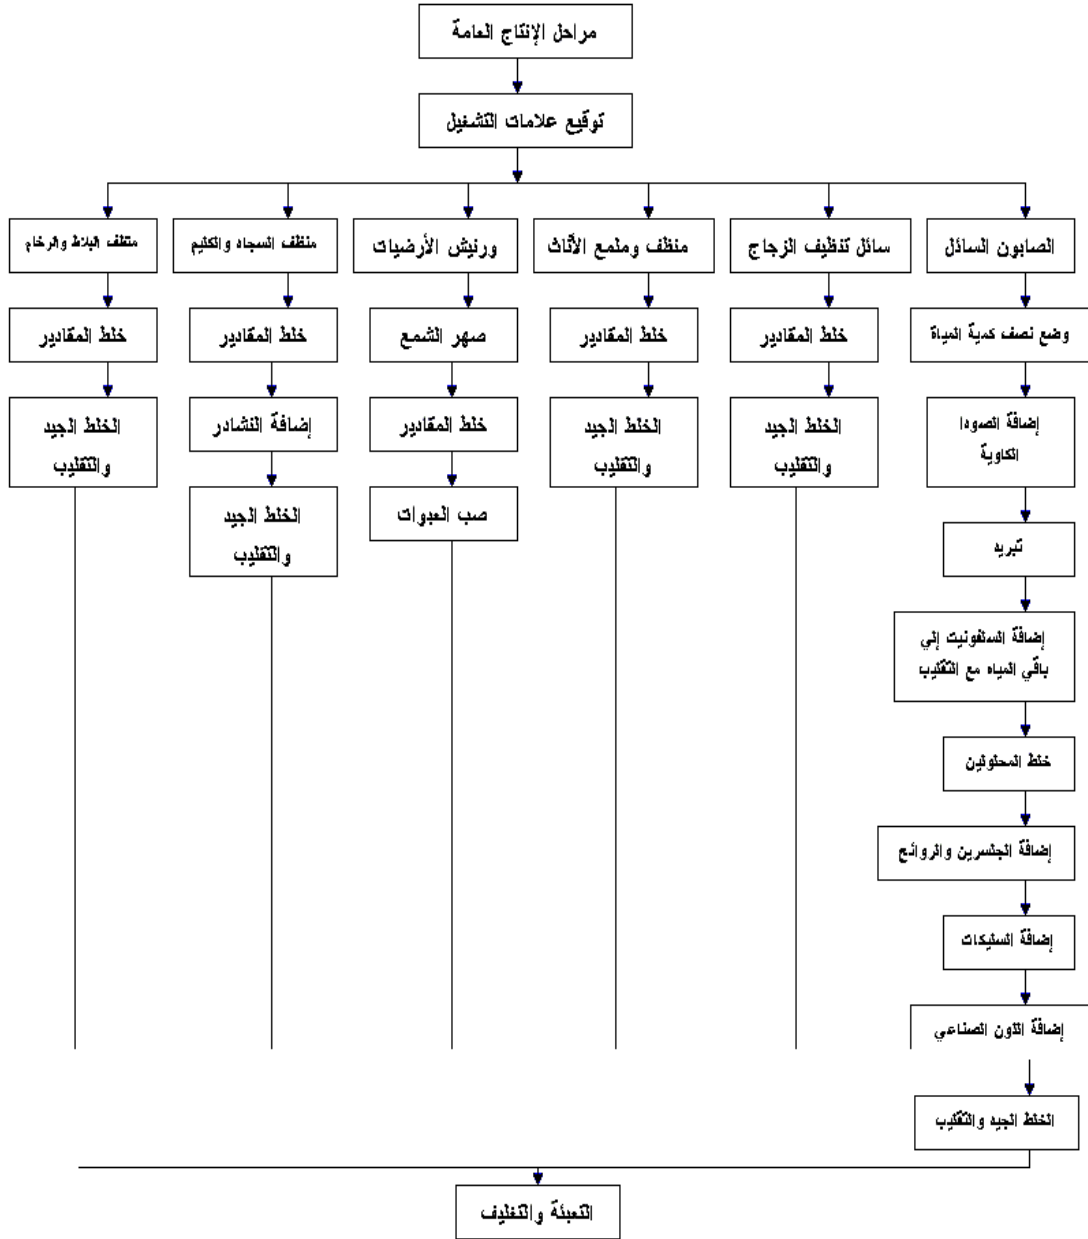 مراحل الإنتاج العامة
توقيع علامات التشغيل
الصابون السائل
سائل تنظيف الزجاج
منظف وملمع الأثاث
ورنيش الأرضيات
منظف السجاد والكليم
منظف البلاط والرخام
وضع نصف كمية المياة
خلط المقادير
خلط المقادير
صهر الشمع
خلط المقادير
خلط المقادير
إضافة الصودا
الكاوية
الخلط الجيد
والتقليب
الخلط الجيد
والتقليب
خلط المقادير
إضافة النشادر
الخلط الجيد
والتقليب
تبريد
صب العبوات
الخلط الجيد
والتقليب
إضافة السلفونيت إلي
باقي المياه مع التقليب
خلط المحلولين
إضافة الجلسرين والروائح
إضافة السليكات
إضافة اللون الصناعي
الخلط الجيد والتقليب
التعبئة والتغليف